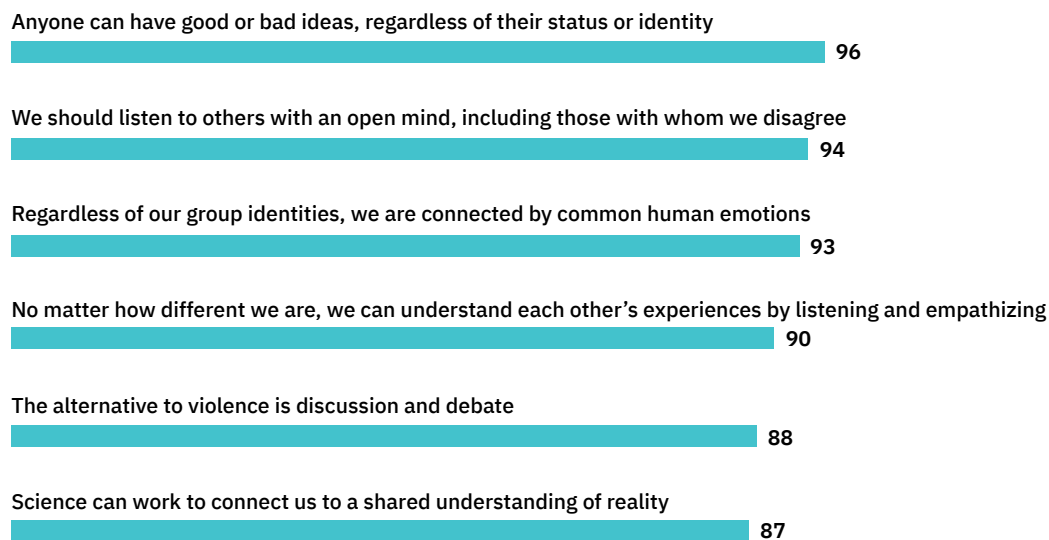 Anyone can have good or bad ideas, regardless of their status or identity
96
We should listen to others with an open mind, including those with whom we disagree
94
Regardless of our group identities, we are connected by common human emotions
93
No matter how different we are, we can understand each other’s experiences by listening and empathizing
90
The alternative to violence is discussion and debate
88
Science can work to connect us to a shared understanding of reality
87